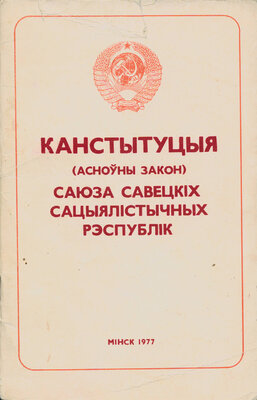 КАНСТЫТУЦЫЯ
(АСНОЎНЫ ЗАКОН)
САЮЗА САВЕЦКІХ
САЦЫЯЛІСТЫЧНЫХ
РЭСПУБЛІК
МІНСК 1977